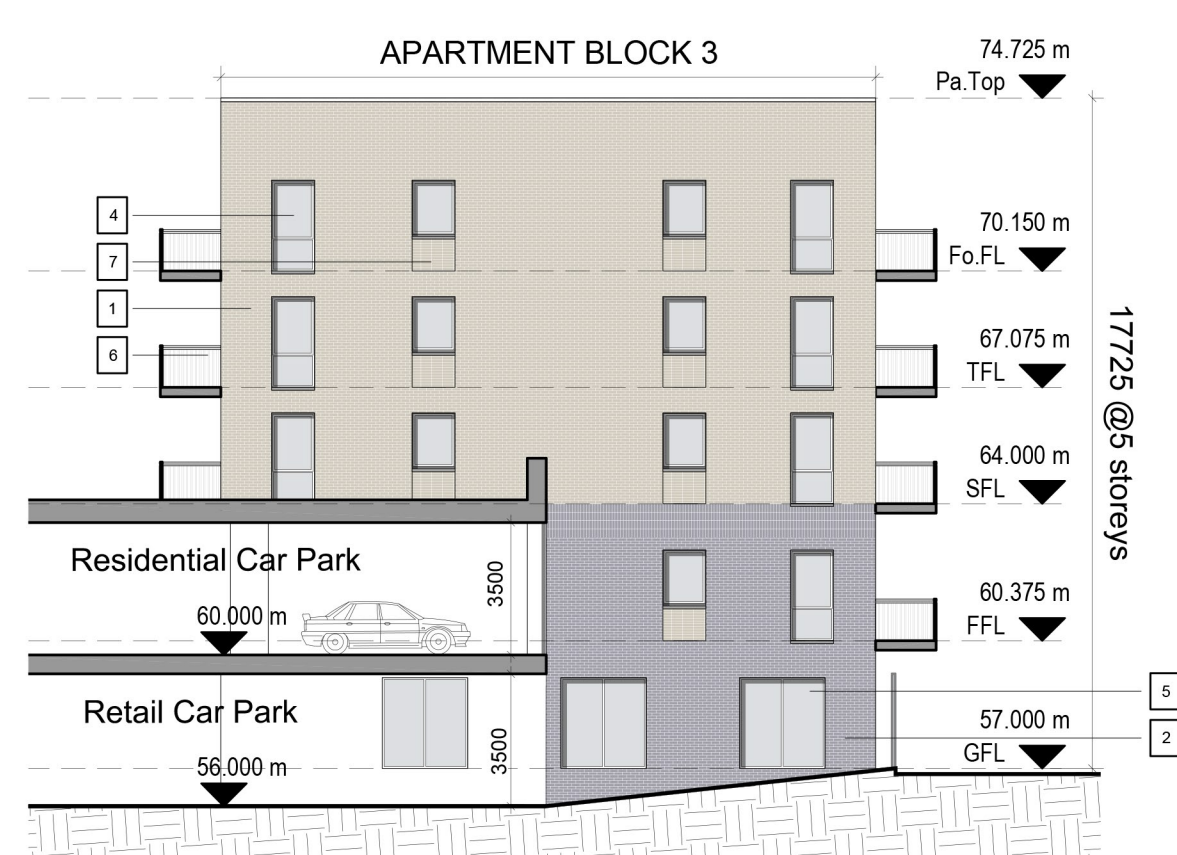 APARTMENT BLOCK 3
74.725 m
Pa.Top
4
7
1
6
70.150 m
Fo.FL
67.075 m
TFL
64.000 m
SFL
17725 @5 storeys
Residential Car Park
3500
60.000 m
60.375 m
FFL
Retail Car Park
3500
56.000 m
5
2
57.000 m
GFL